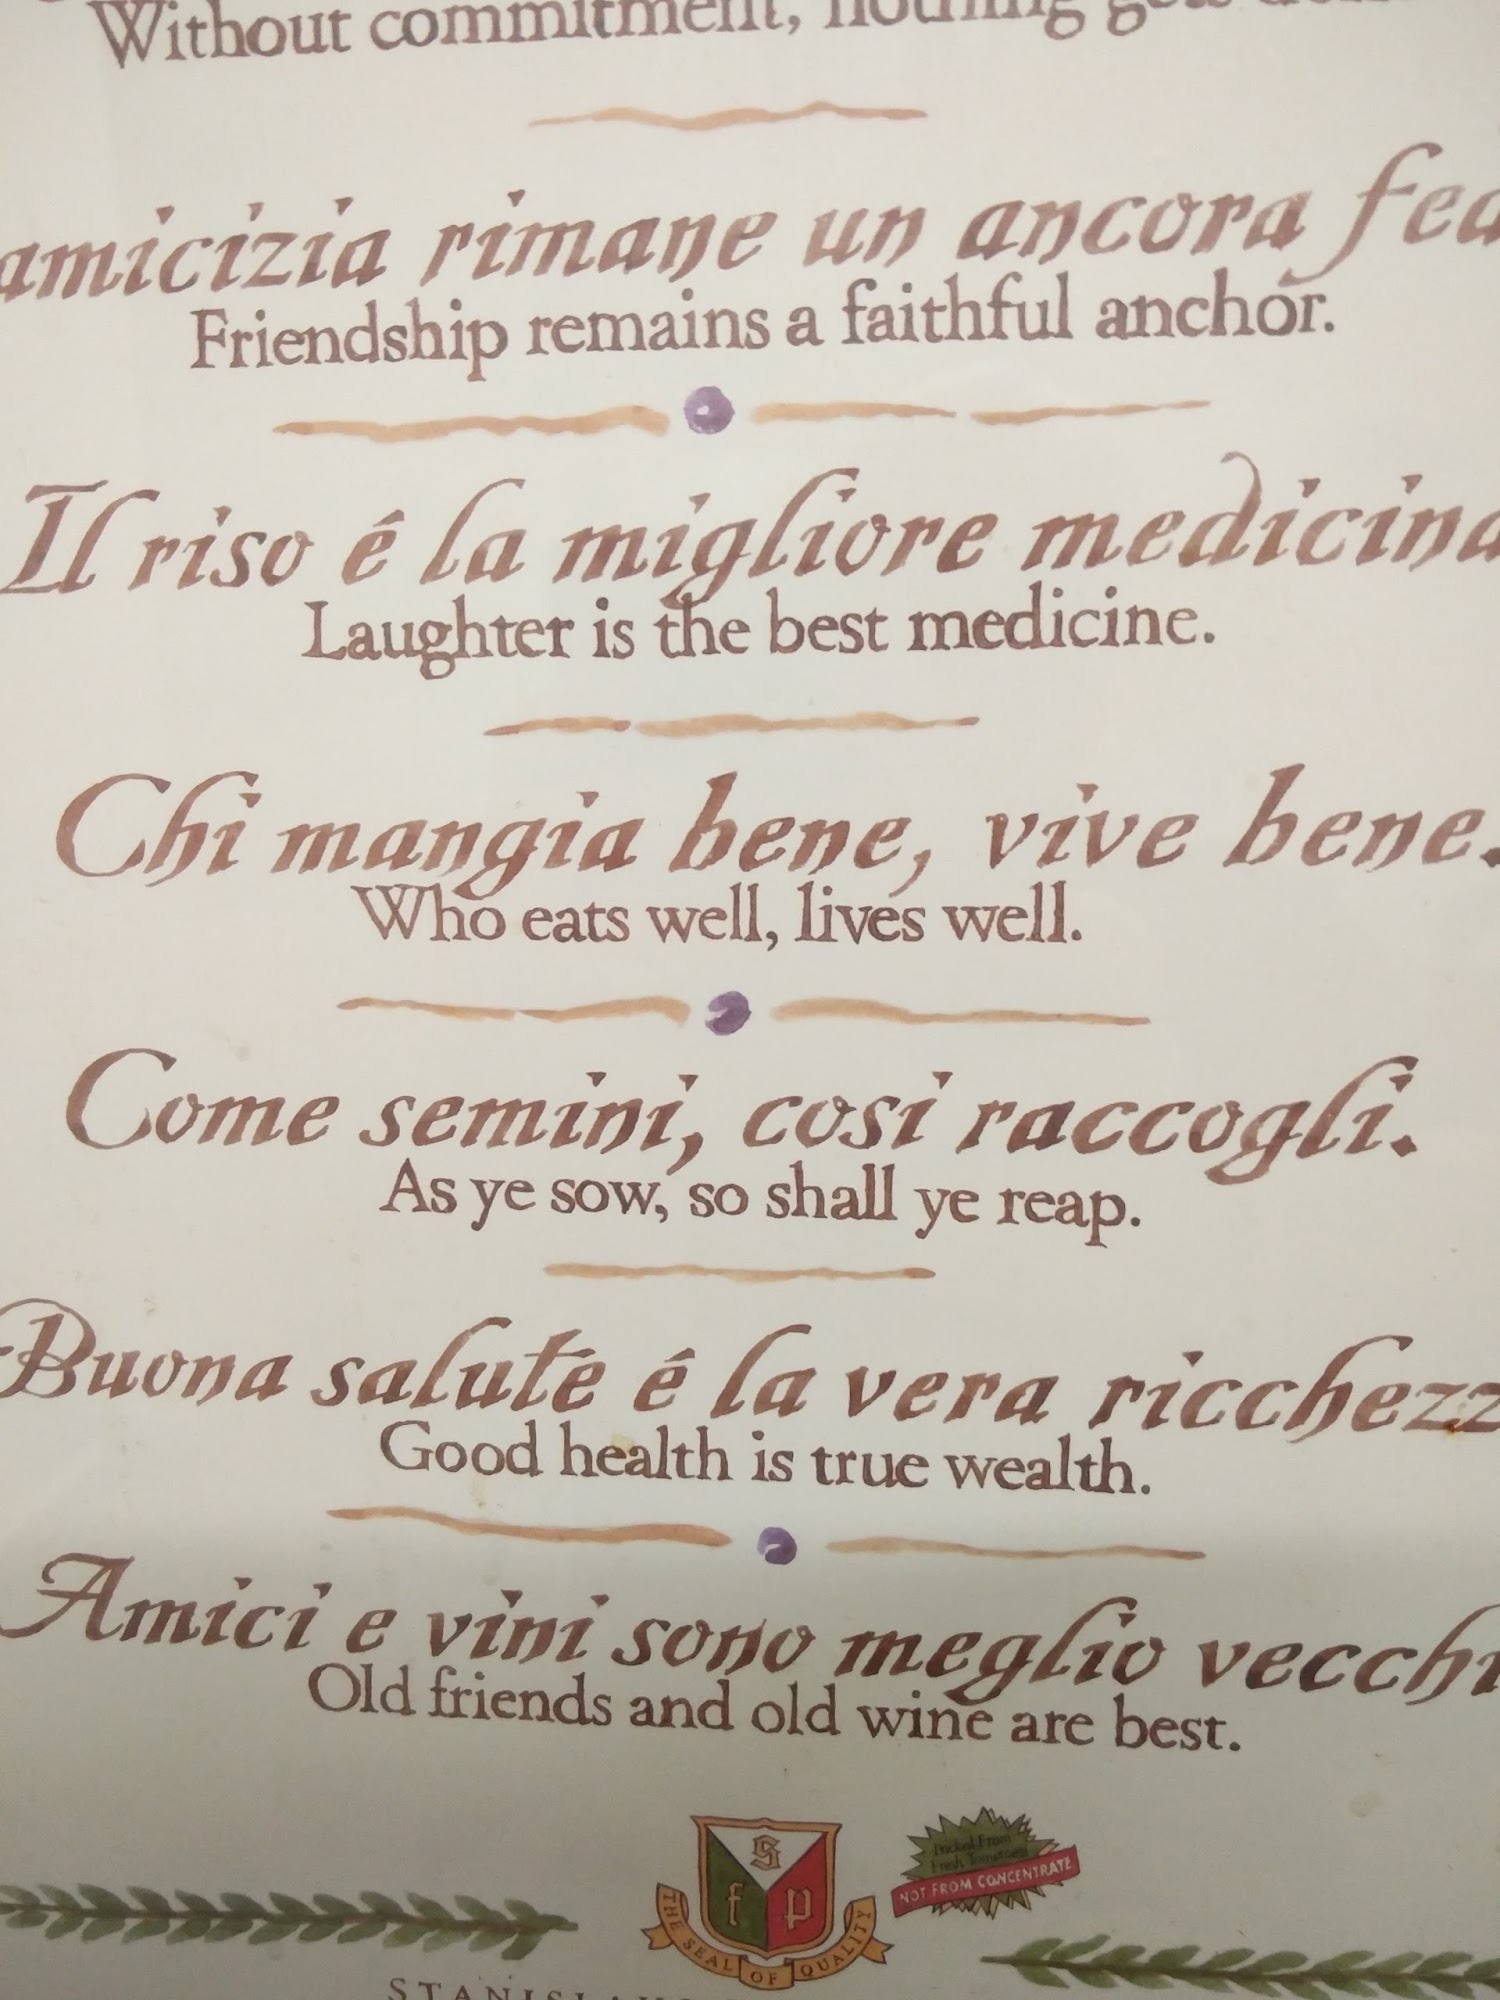 Without commitment, nothing gets
amicizia rimane un ancora
Friendship remains a faithful anchor.
Il riso é la migliore medicina
Laughter is the best medicine.
Chi mangia bene, vive bene.
Who eats well, lives well.
Come semini, cosi raccogli.
As ye sow, so shall ye reap.
Buona saluté é la vera ricchezz
Good health is true wealth.
Amici e vini sono meglio vecchi
Old friends and old wine are best.
S
f p
THE SEAL OF QUALITY
Packed From
Fresh Tomatoes
NOT FROM CONCENTRATE